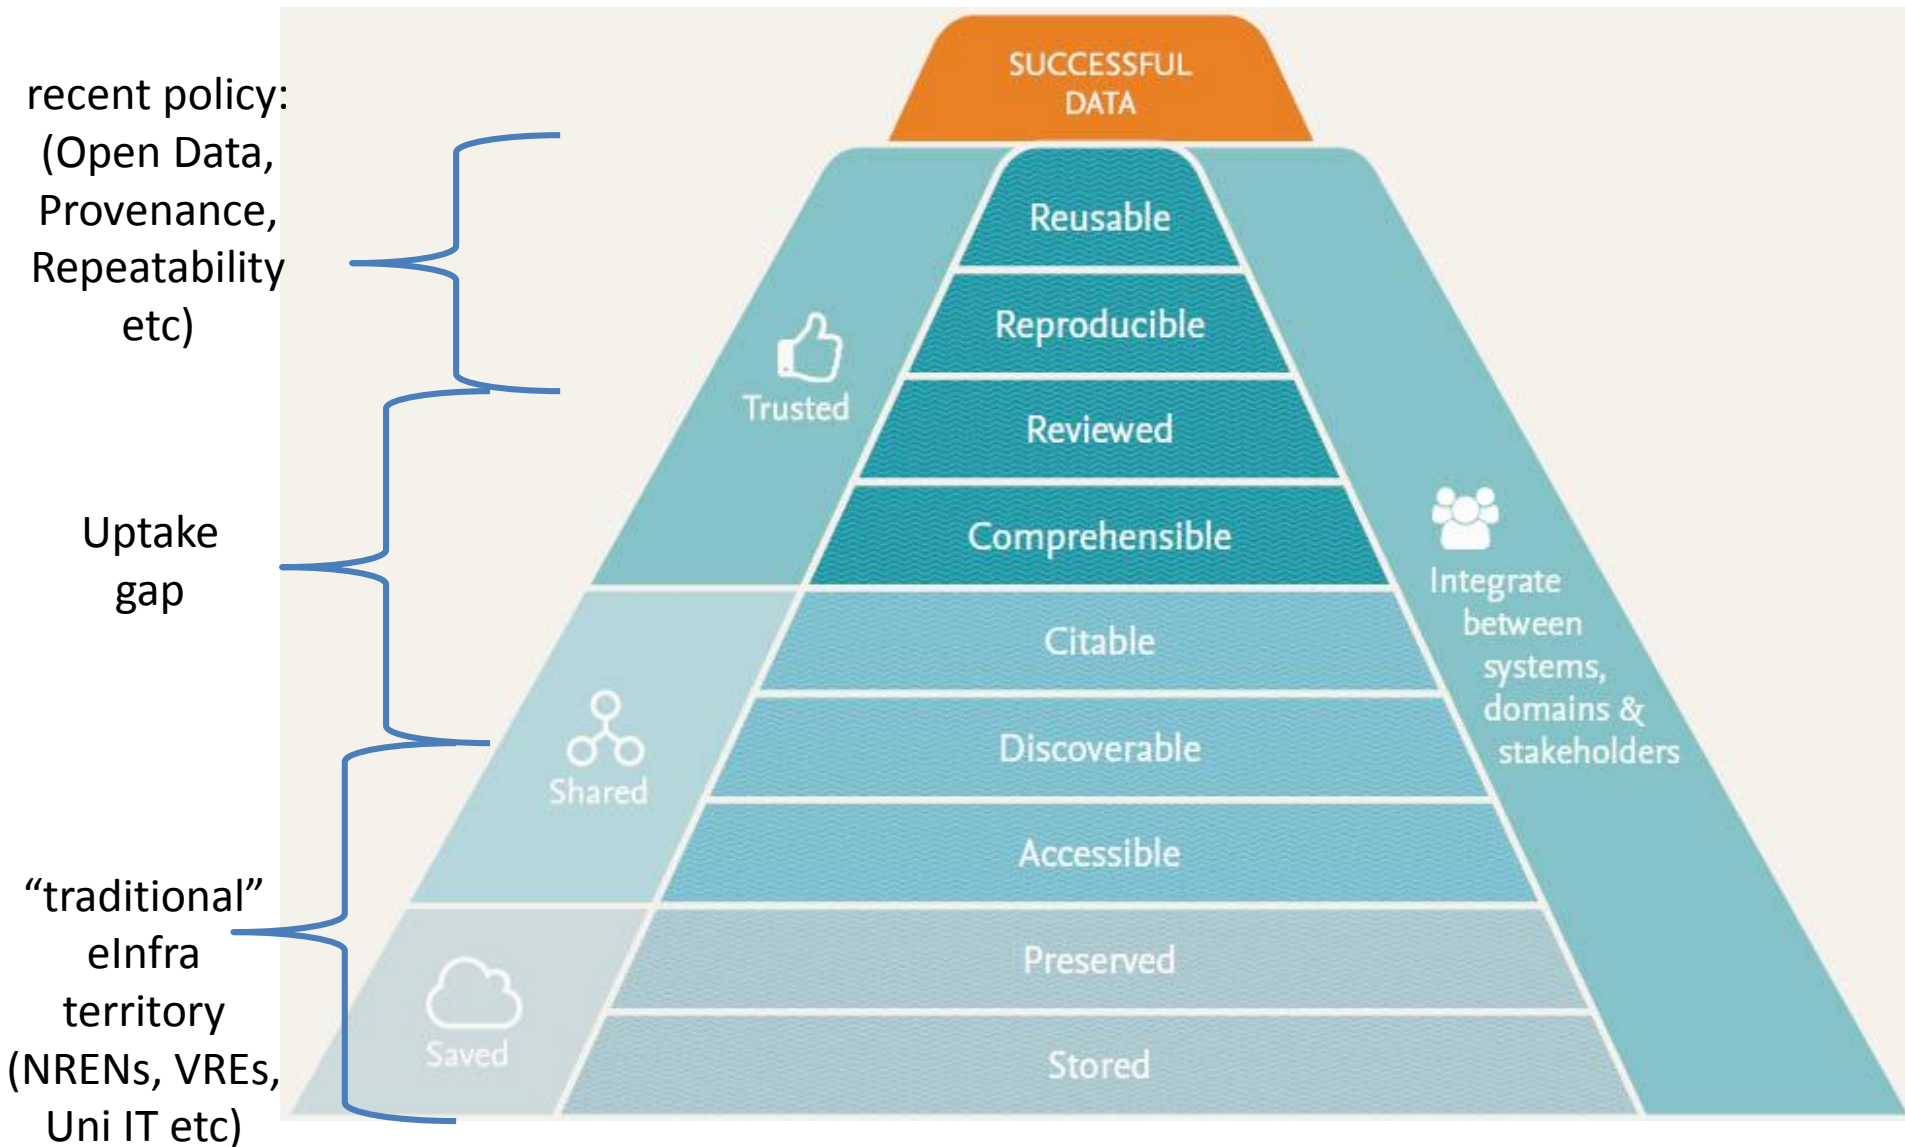 SUCCESSFUL
DATA
recent policy:
(Open Data,
Provenance,
Repeatability
etc)
Uptake
gap
“traditional”
eInfra
territory
(NRENs, VREs,
Uni IT etc)
Trusted
Shared
Saved
Reusable
Reproducible
Reviewed
Comprehensible
Citable
Discoverable
Accessible
Preserved
Stored
Integrate
between
systems,
domains &
stakeholders